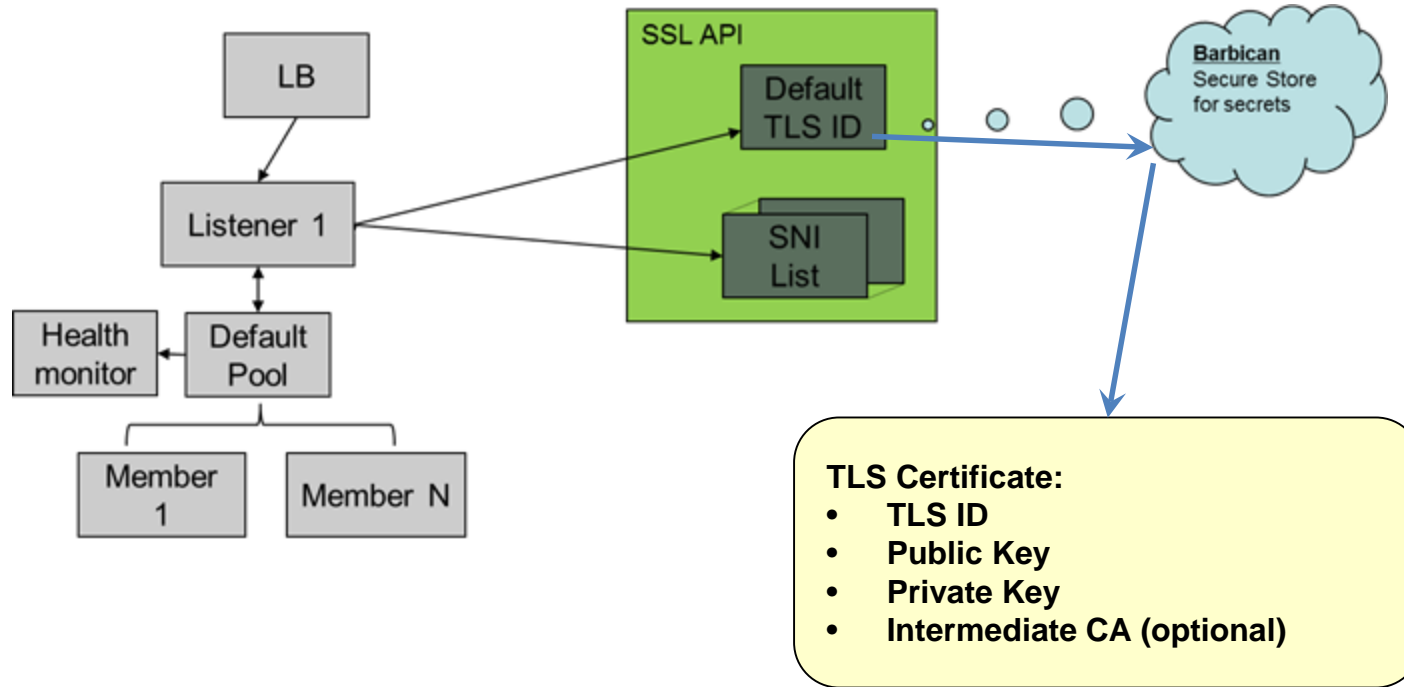 LB
Listener 1
Health
monitor
Default
Pool
Member
1
Member N
SSL API
Default
TLS ID
SNI
List
Barbican
Secure Store
for secrets
TLS Certificate:
• TLS ID
• Public Key
• Private Key
• Intermediate CA (optional)